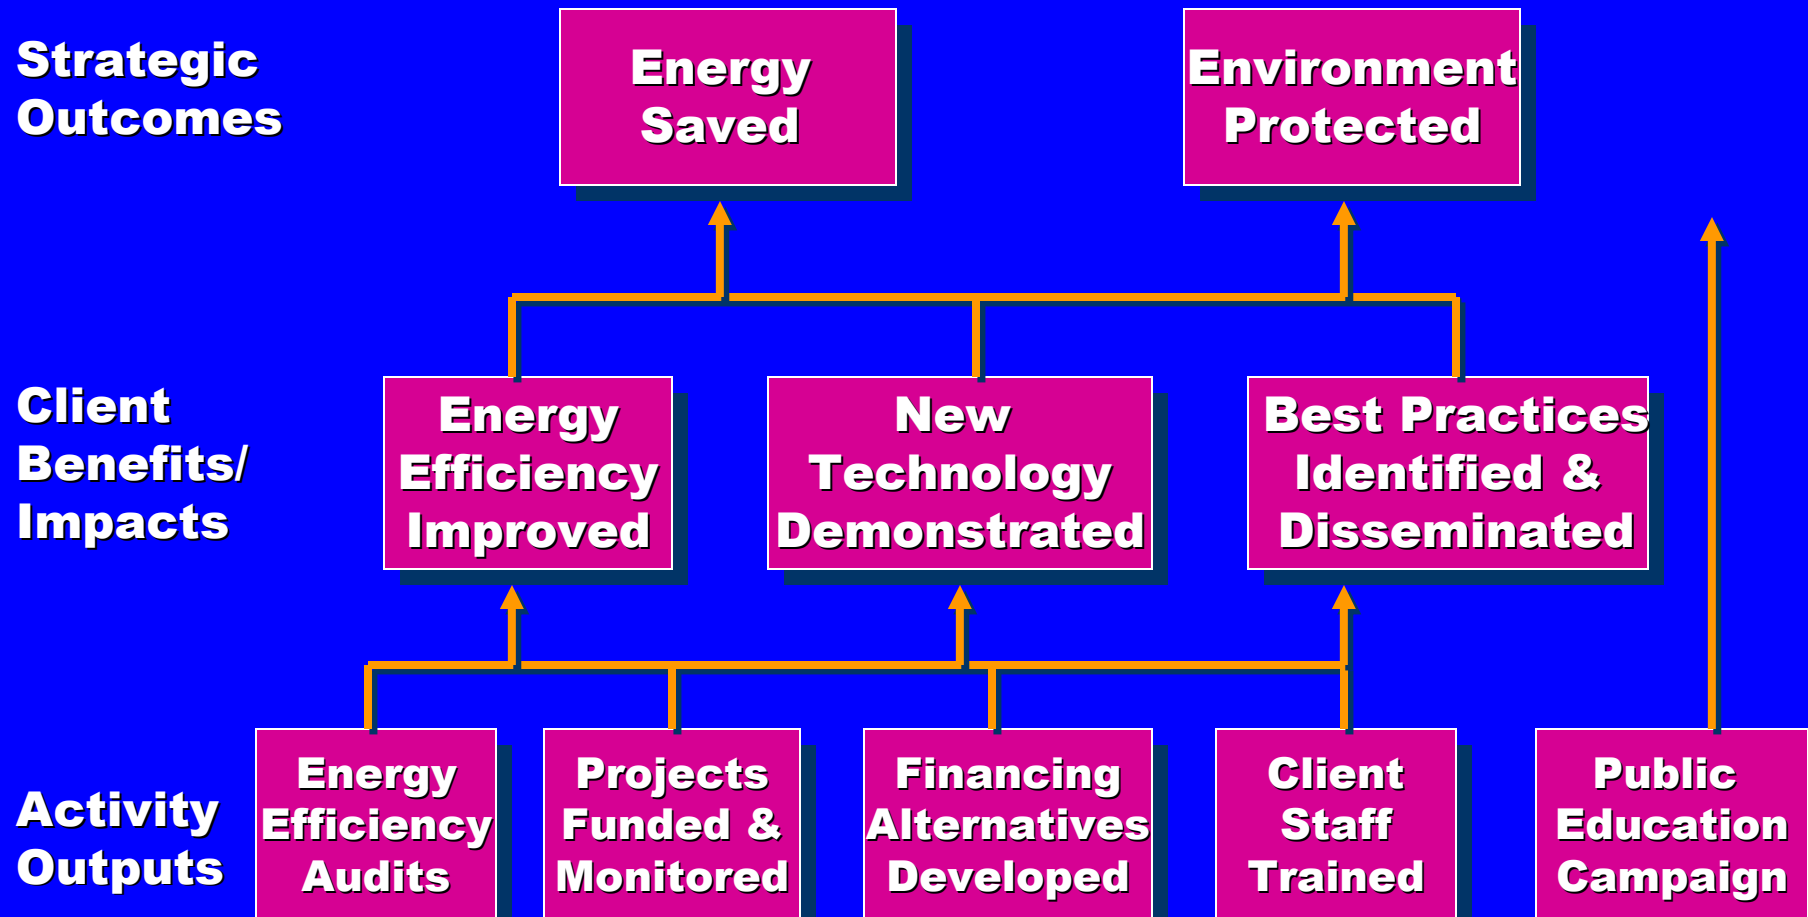 Strategic
Outcomes
Energy
Saved
Environment
Protected
Client
Benefits/
Impacts
Energy
Efficiency
Improved
New
Technology
Demonstrated
Best Practices
Identified &
Disseminated
Activity
Outputs
Energy
Efficiency
Audits
Projects
Funded &
Monitored
Financing
Alternatives
Developed
Client
Staff
Trained
Public
Education
Campaign